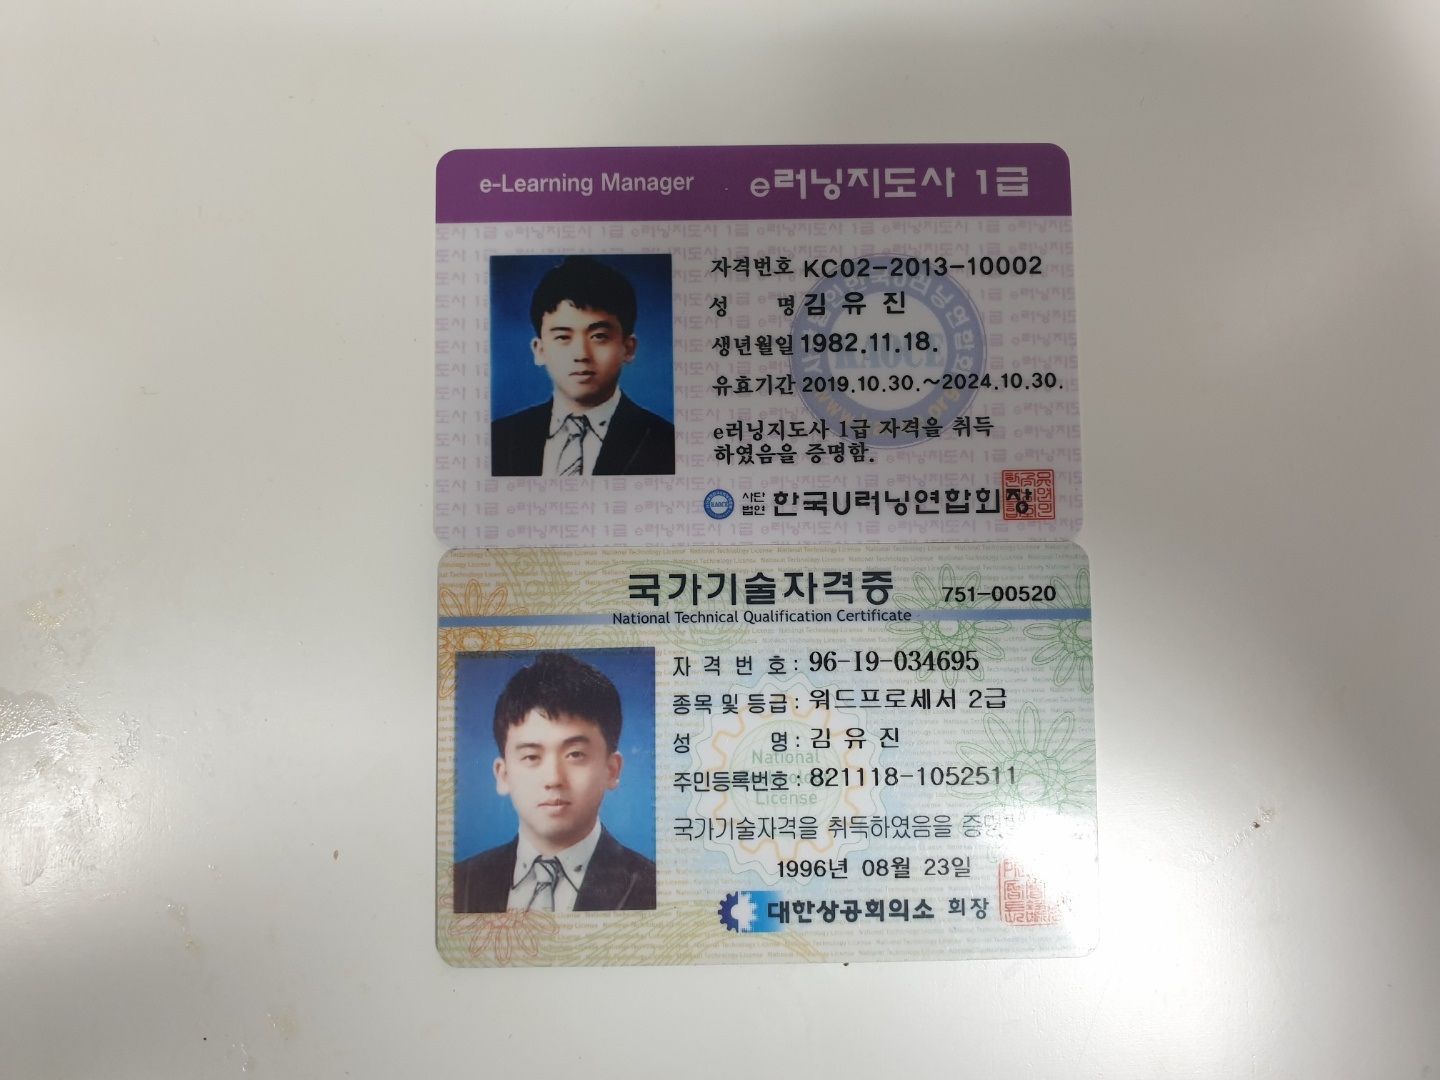 e-Learning Manager e러닝지도사 1급
자격번호 KC02-2013-10002
성 명 김 유 진
생년월일 1982.11.18.
유효기간 2019.10.30.~2024.10.30.
e러닝지도사 1급 자격을 취득
하였음을 증명함.
사단법인 한국U러닝연합회장
국가기술자격증 751-00520
National Technical Qualification Certificate
자 격 번 호 : 96-I9-034695
종목 및 등급 : 워드프로세서 2급
성 명 : 김 유 진
주민등록번호 : 821118-1052511
국가기술자격을 취득하였음을
1996년 08월 23일
대한상공회의소 회장